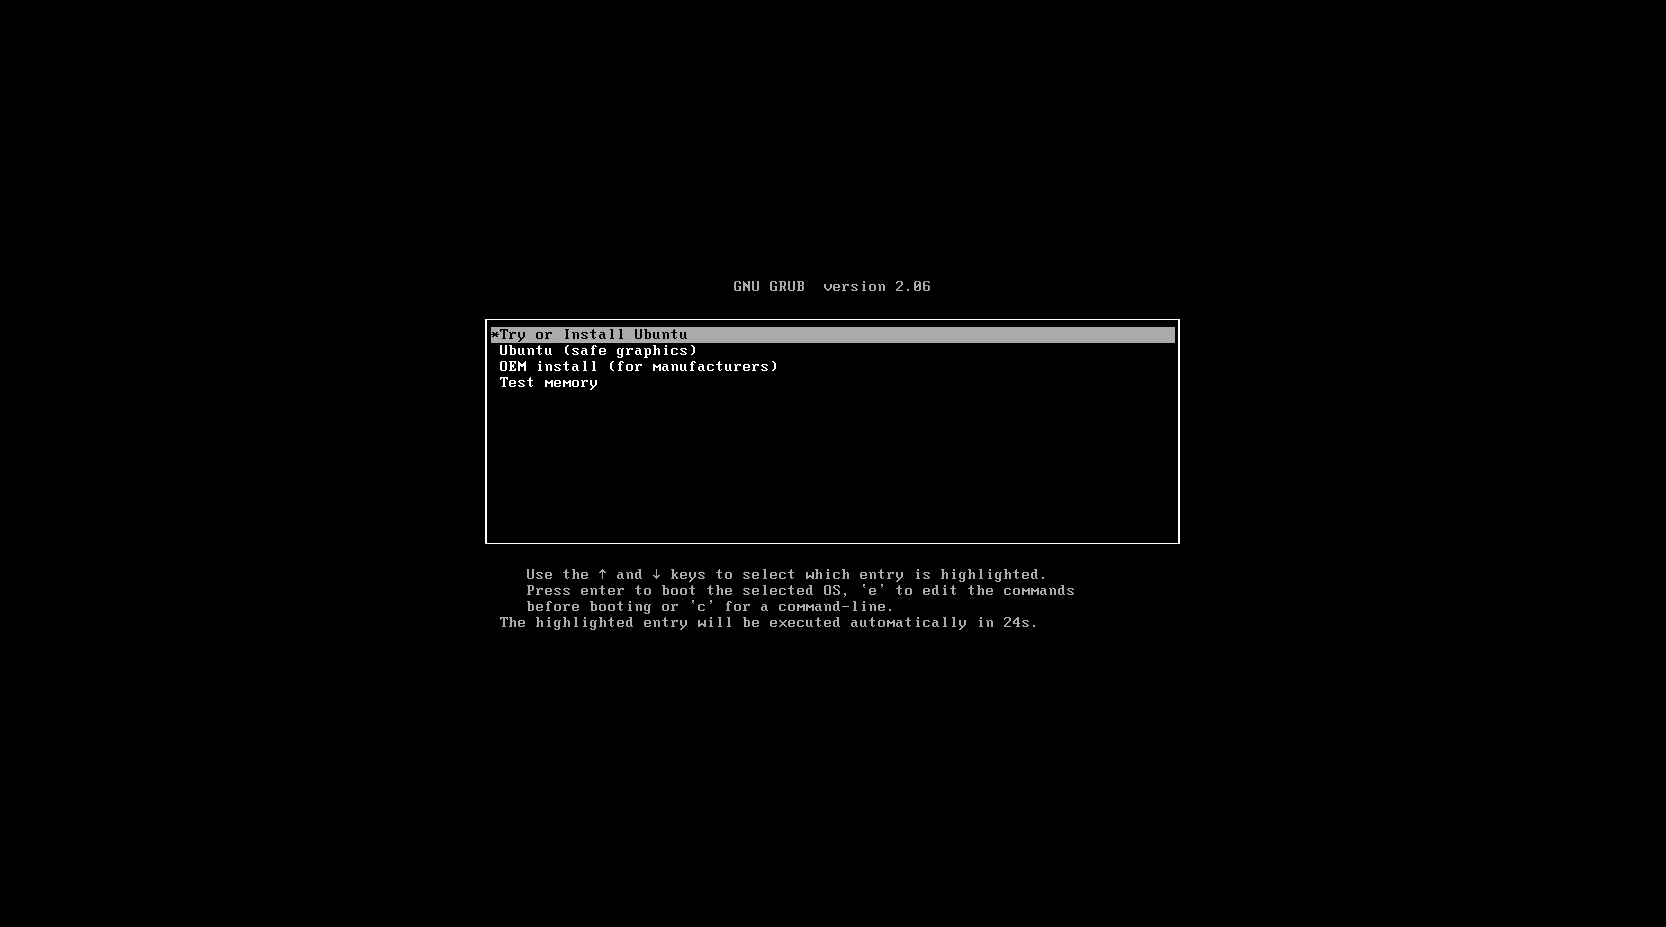 GNU GRUB  version 2.06
*Try or Install Ubuntu
Ubuntu (safe graphics)
OEM install (for manufacturers)
Test memory
Use the ↑ and ↓ keys to select which entry is highlighted.
Press enter to boot the selected OS, `e' to edit the commands
before booting or `c' for a command-line.
The highlighted entry will be executed automatically in 24s.